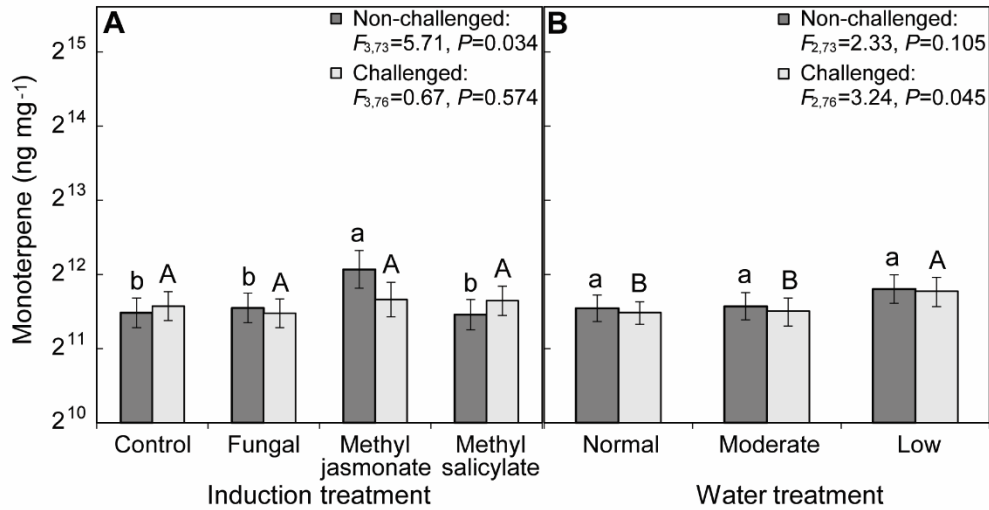 A
Non-challenged:
F3,73=5.71, P=0.034
Challenged:
F3,76=0.67, P=0.574
B
Non-challenged:
F2,73=2.33, P=0.105
Challenged:
F2,76=3.24, P=0.045
Monoterpene (ng mg-1)
2^15
2^14
2^13
2^12
2^11
2^10
b A b A a A b A
a B a B a A
Control Fungal Methyl jasmonate Methyl salicylate
Normal Moderate Low
Induction treatment
Water treatment